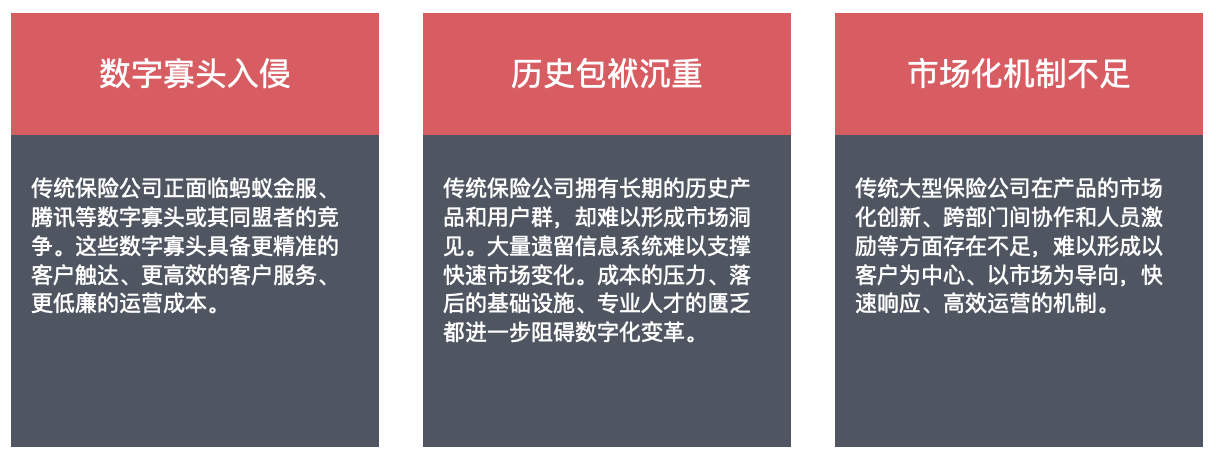 数字寡头入侵
传统保险公司正面临蚂蚁金服、
腾讯等数字寡头或其同盟者的竞
争。这些数字寡头具备更精准的
客户触达、更高效的客户服务、
更低廉的运营成本。
历史包袱沉重
传统保险公司拥有长期的历史产
品和用户群，却难以形成市场洞
见。大量遗留信息系统难以支撑
快速市场变化。成本的压力、落
后的基础设施、专业人才的匮乏
都进一步阻碍数字化变革。
市场化机制不足
传统大型保险公司在产品的市场
化创新、跨部门间协作和人员激
励等方面存在不足，难以形成以
客户为中心、以市场为导向，快
速响应、高效运营的机制。